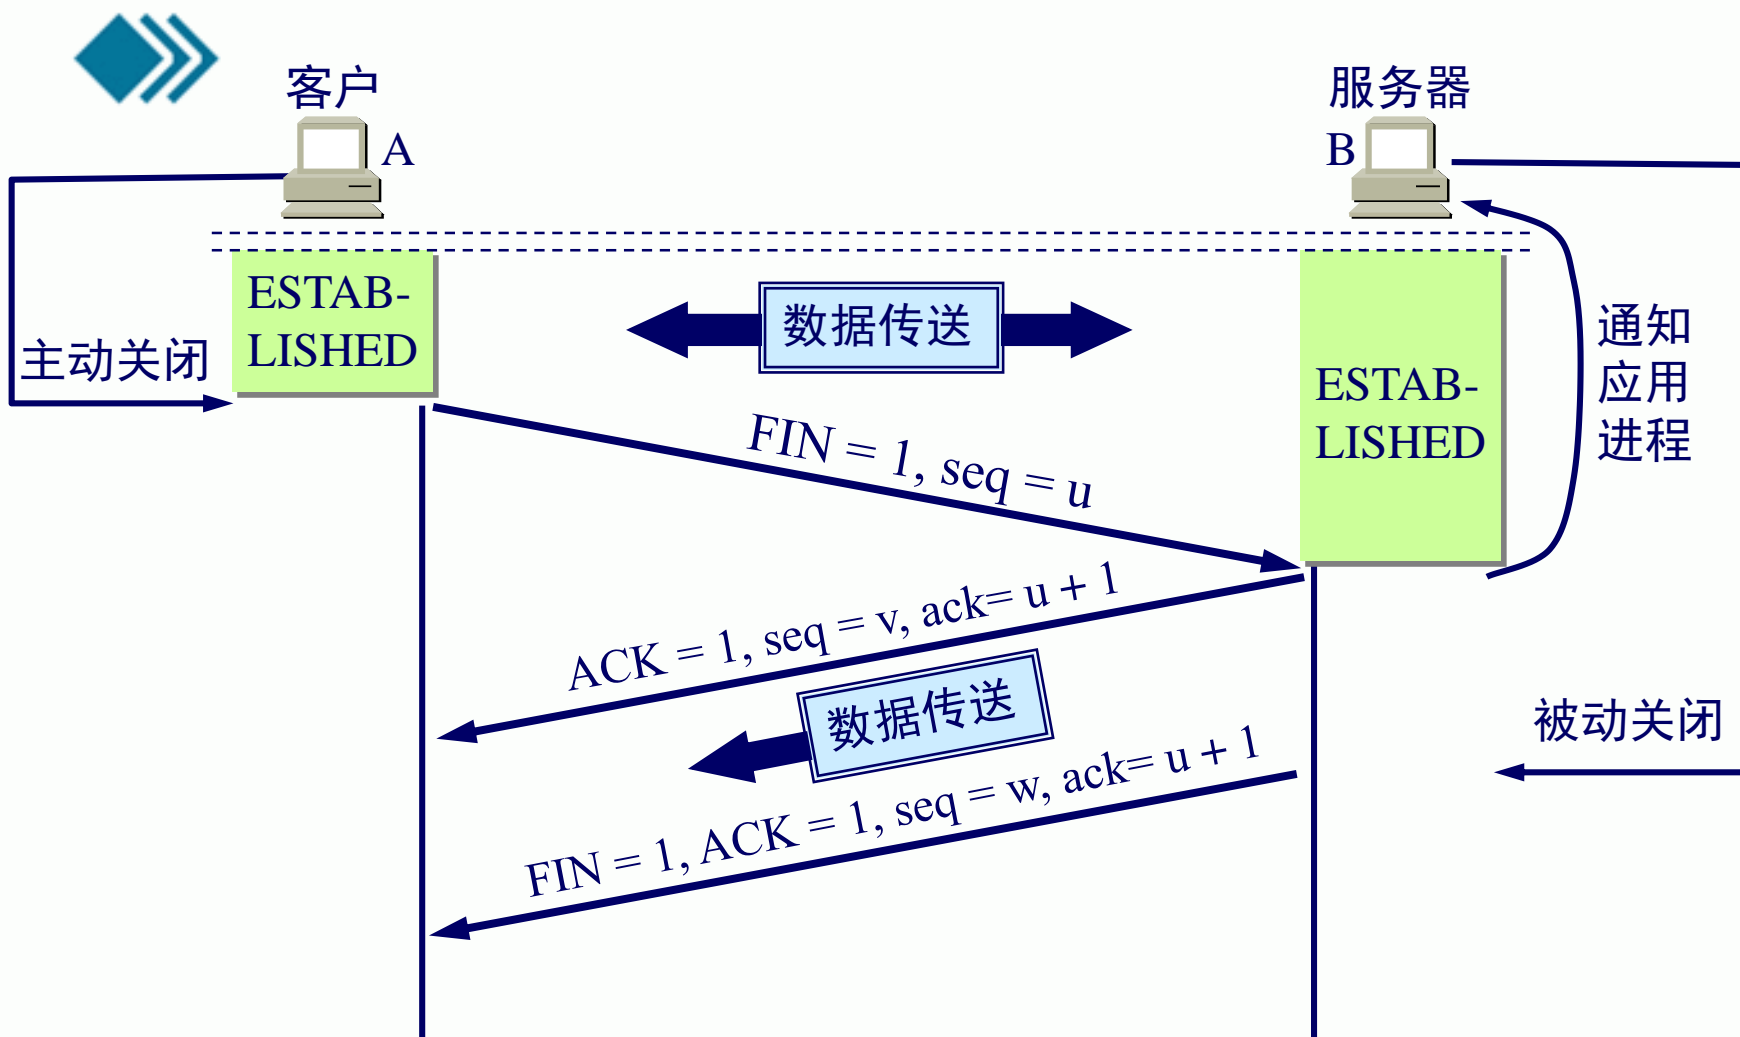 客户
服务器
A
B
ESTAB-
LISHED
数据传送
主动关闭
ESTAB-
LISHED
通知
应用
进程
FIN = 1, seq = u
ACK = 1, seq = v, ack= u + 1
数据传送
被动关闭
FIN = 1, ACK = 1, seq = w, ack= u + 1